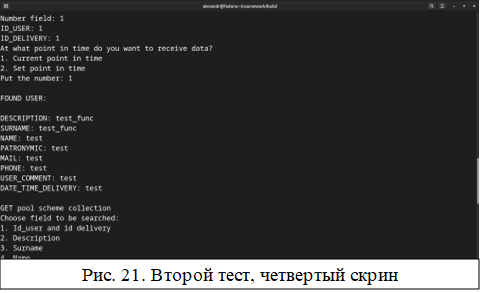 alexandr@fedora:~/coursework/build
Number field: 1
ID_USER: 1
ID_DELIVERY: 1
At what point in time do you want to receive data?
1. Current point in time
2. Set point in time
Put the number: 1
FOUND USER:
DESCRIPTION: test_func
SURNAME: test_func
NAME: test
PATRONYMIC: test
MAIL: test
PHONE: test
USER_COMMENT: test
DATE_TIME_DELIVERY: test
GET pool scheme collection
Choose field to be searched:
1. Id_user and id delivery
2. Description
3. Surname
4. Name
Рис. 21. Второй тест, четвертый скрин